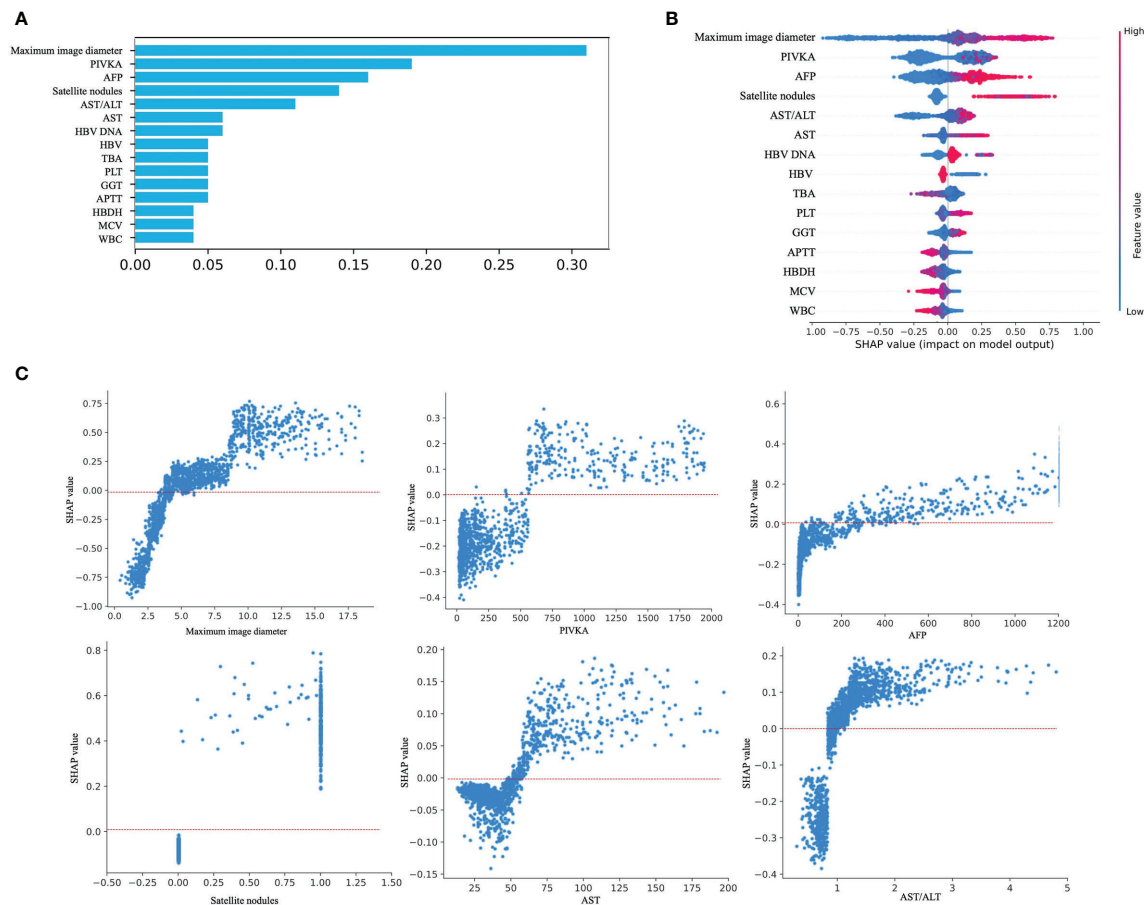 A
Maximum image diameter
PIVKA
AFP
Satellite nodules
AST/ALT
AST
HBV DNA
HBV
TBA
PLT
GGT
APTT
HBDH
MCV
WBC
0.00 0.05 0.10 0.15 0.20 0.25 0.30
B
Maximum image diameter
PIVKA
AFP
Satellite nodules
AST/ALT
AST
HBV DNA
HBV
TBA
PLT
GGT
APTT
HBDH
MCV
WBC
1.00 −0.75 −0.50 −0.25 0.00 0.25 0.50 0.75 1.00
SHAP value (impact on model output)
High
Feature value
Low
C
0.75
0.50
0.25
0.00
−0.25
−0.50
−0.75
−1.00
SHAP value
0.0 2.5 5.0 7.5 10.0 12.5 15.0 17.5
Maximum image diameter
0.3
0.2
0.1
0.0
−0.1
−0.2
−0.3
−0.4
SHAP value
0 250 500 750 1000 1250 1500 1750 2000
PIVKA
0.6
0.4
0.2
0.0
−0.2
−0.4
SHAP value
0 200 400 600 800 1000 1200
AFP
0.8
0.6
0.4
0.2
0.0
SHAP value
−0.50 −0.25 0.00 0.25 0.50 0.75 1.00 1.25 1.50
Satellite nodules
0.20
0.15
0.10
0.05
0.00
−0.05
−0.10
−0.15
SHAP value
0 25 50 75 100 125 150 175 200
AST
0.2
0.1
0.0
−0.1
−0.2
−0.3
−0.4
SHAP value
1 2 3 4 5
AST/ALT